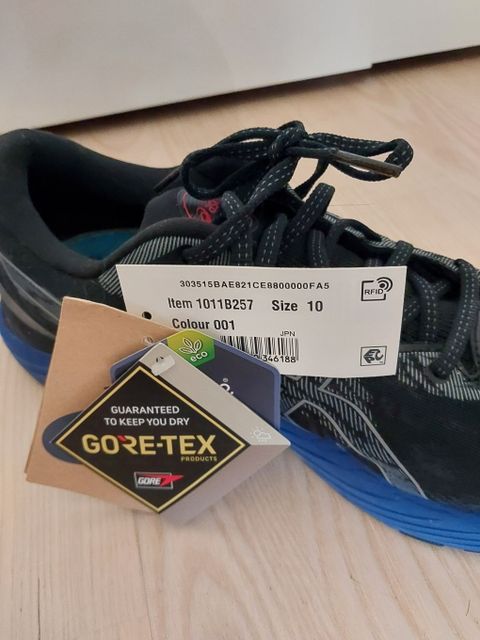 303515BAE821CE8800000FA5
RFID
Item 1011B257 Size 10
Colour 001
JPN
346188
eco
GUARANTEED
TO KEEP YOU DRY
GORE-TEX
PRODUCTS
GORE